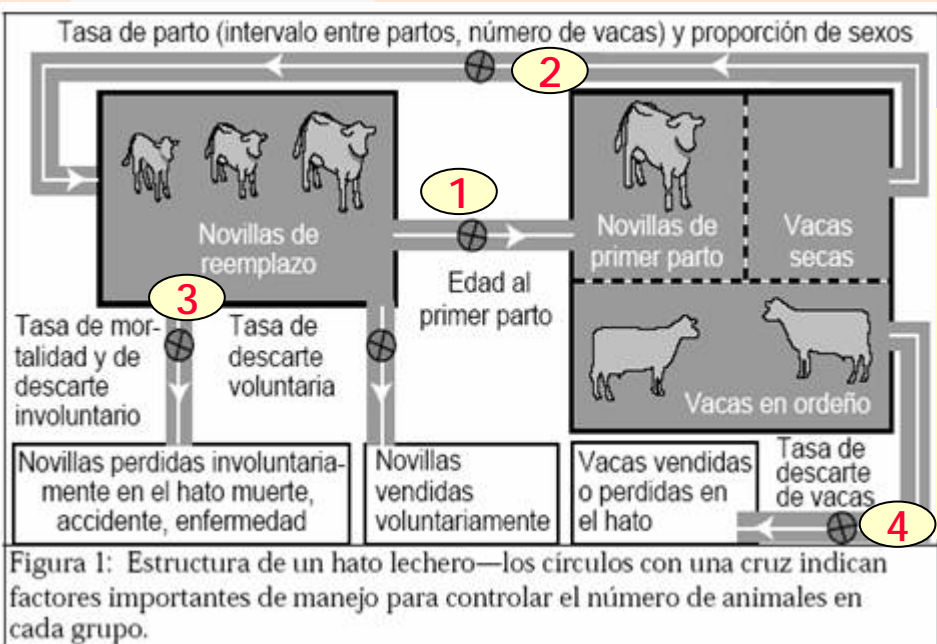 Tasa de parto (intervalo entre partos, número de vacas) y proporción de sexos
2
1
Novillas de
reemplazo
Novillas de
primer parto
Vacas
secas
Edad al
primer parto
3
Tasa de mor-
talidad y de
descarte
involuntario
Tasa de
descarte
voluntaria
Vacas en ordeño
Novillas perdidas involuntaria-
mente en el hato muerte,
accidente, enfermedad
Novillas
vendidas
voluntariamente
Vacas vendidas
o perdidas en
el hato
Tasa de
descarte
de vacas
4
Figura 1: Estructura de un hato lechero—los círculos con una cruz indican
factores importantes de manejo para controlar el número de animales en
cada grupo.